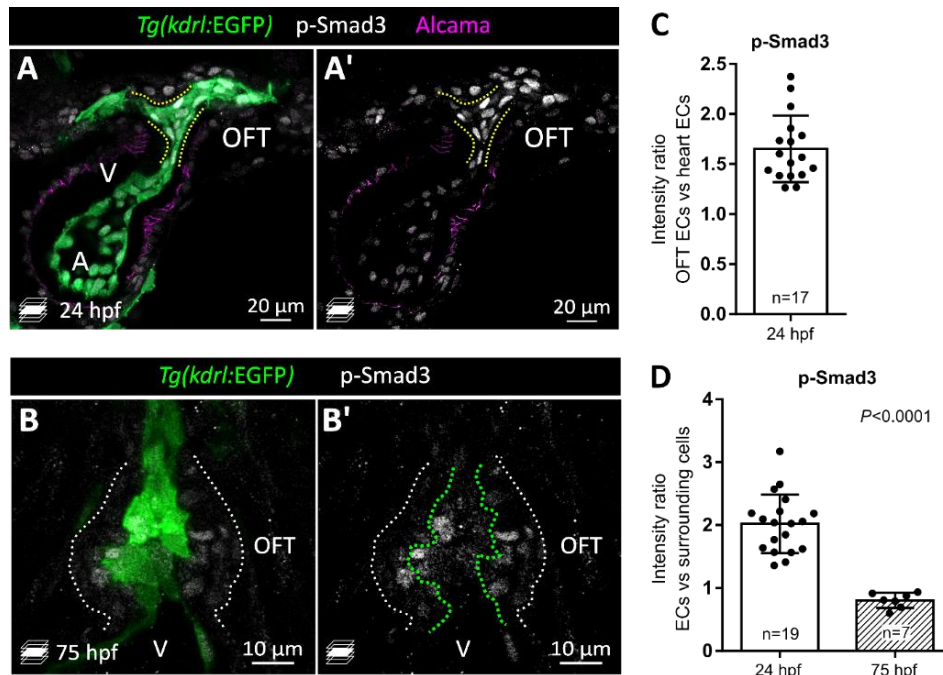 Tg(kdrl:EGFP) p-Smad3 Alcama
A
V
A
OFT
24 hpf
20 µm
A'
OFT
20 µm
C
p-Smad3
Intensity ratio
OFT ECs vs heart ECs
2.5
2.0
1.5
1.0
0.5
0.0
n=17
24 hpf
Tg(kdrl:EGFP) p-Smad3
B
OFT
V
75 hpf
10 µm
B'
OFT
V
10 µm
D
p-Smad3
P<0.0001
Intensity ratio
ECs vs surrounding cells
4
3
2
1
0
n=19
n=7
24 hpf
75 hpf